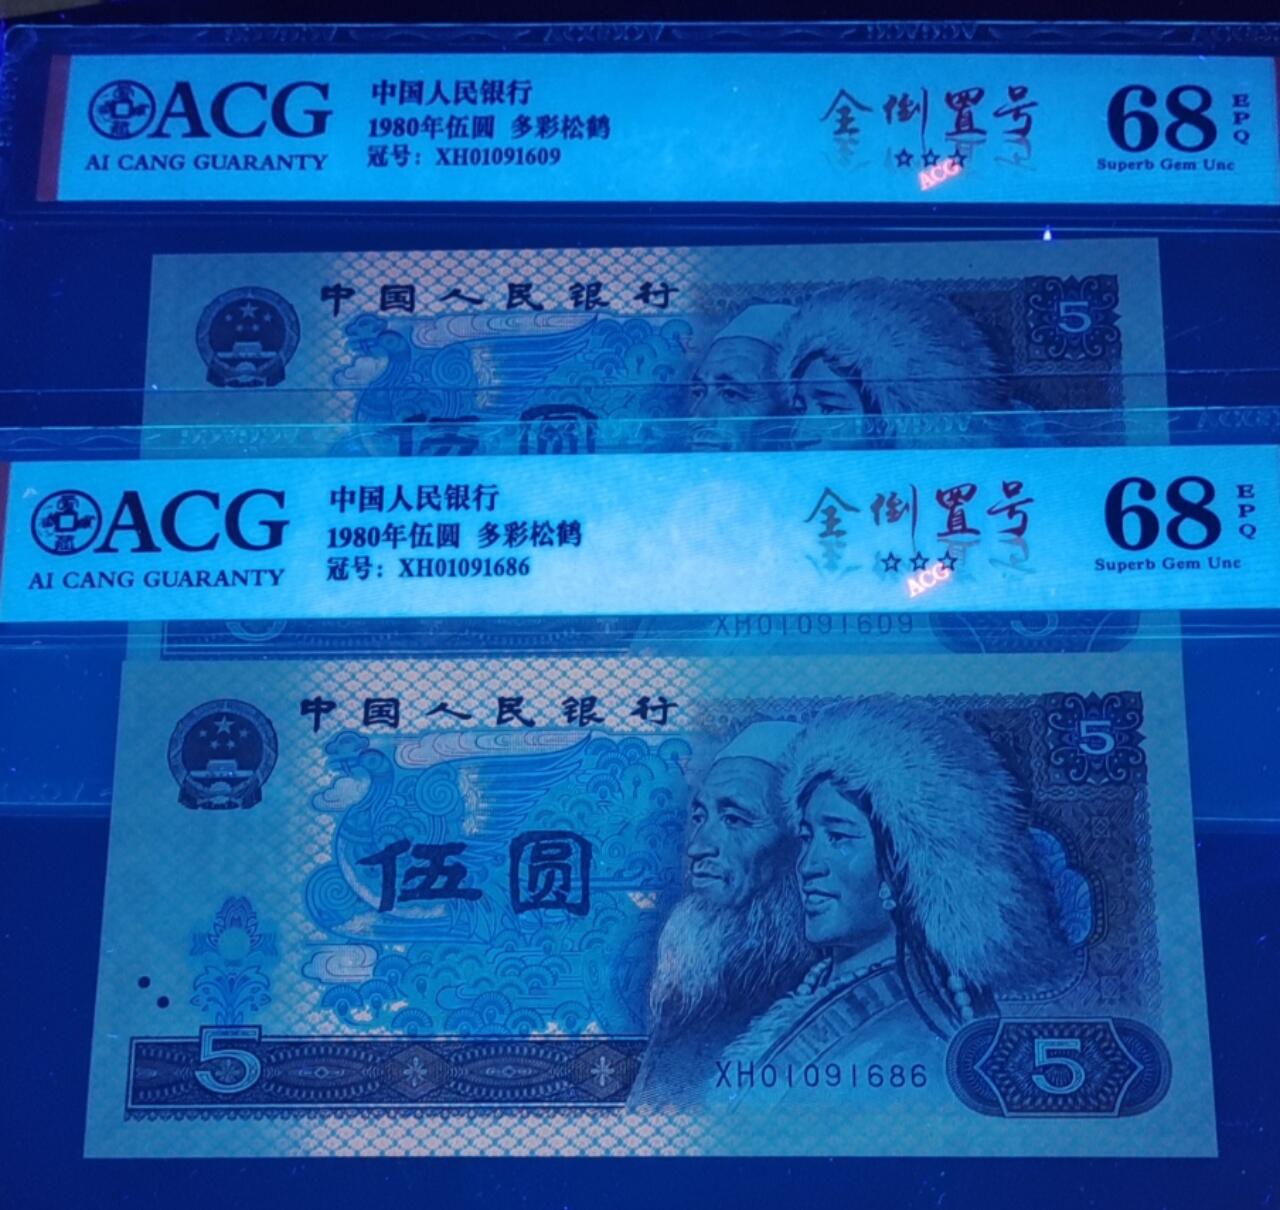 ACG
AI CANG GUARANTY
中国人民银行
1980年伍圆 多彩松鹤
冠号：XH01091609
全倒置号
☆☆☆
ACG
68
EPQ
Superb Gem Unc
中国人民银行
5
伍圆
ACG
AI CANG GUARANTY
中国人民银行
1980年伍圆 多彩松鹤
冠号：XH01091686
全倒置号
☆☆☆
ACG
68
EPQ
Superb Gem Unc
5
XH01091609
5
中国人民银行
5
伍圆
5
XH01091686
5